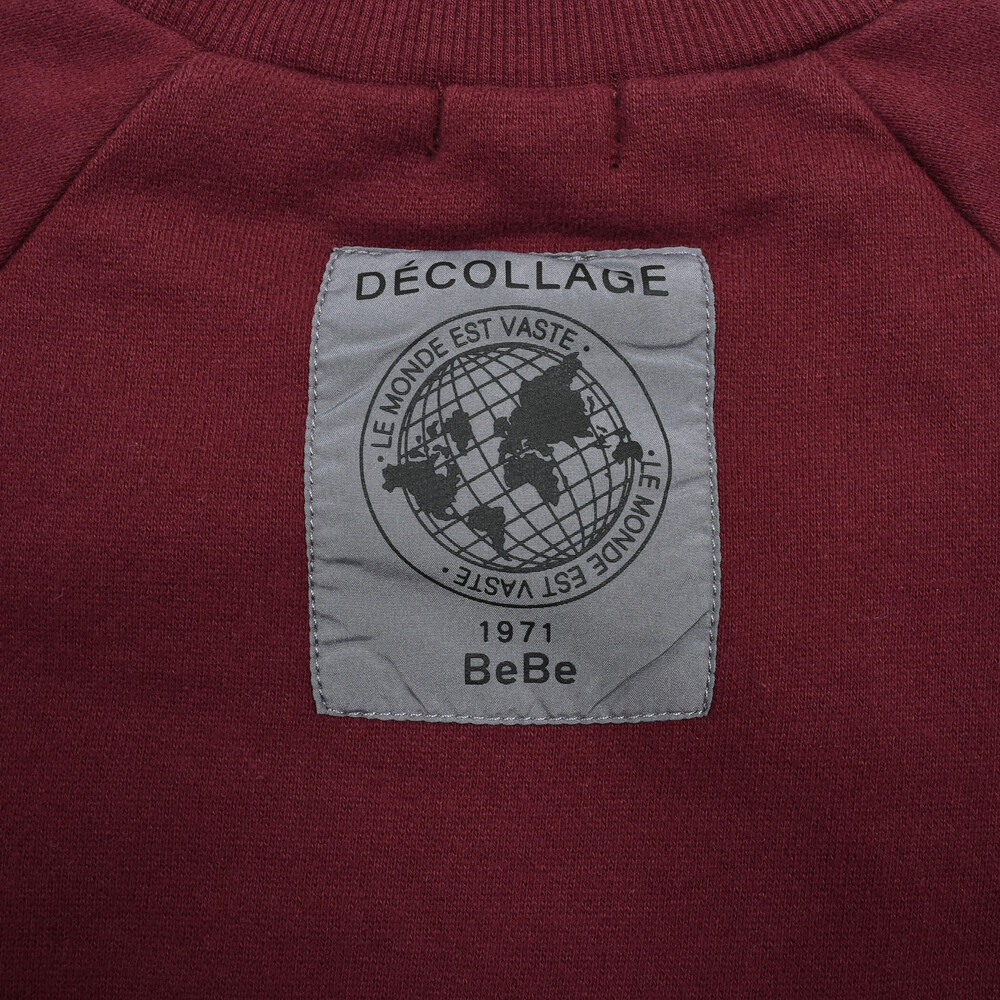 DÉCOLLAGE
· LE MONDE EST VASTE ·
· LE MONDE EST VASTE ·
1971
BeBe